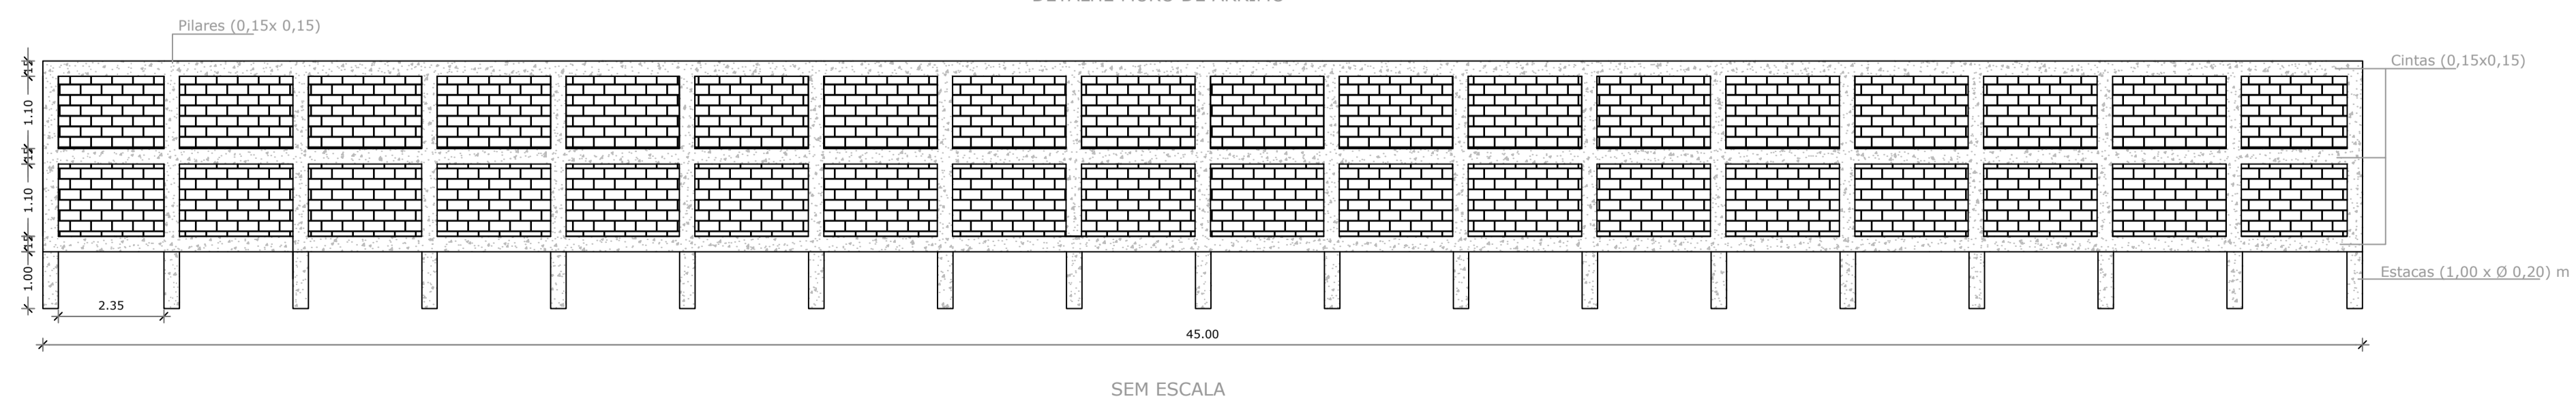 Pilares (0,15x 0,15)
Cintas (0,15x0,15)
1.10
1.10
1.00
Estacas (1,00 x Ø 0,20) m
2.35
45.00
SEM ESCALA